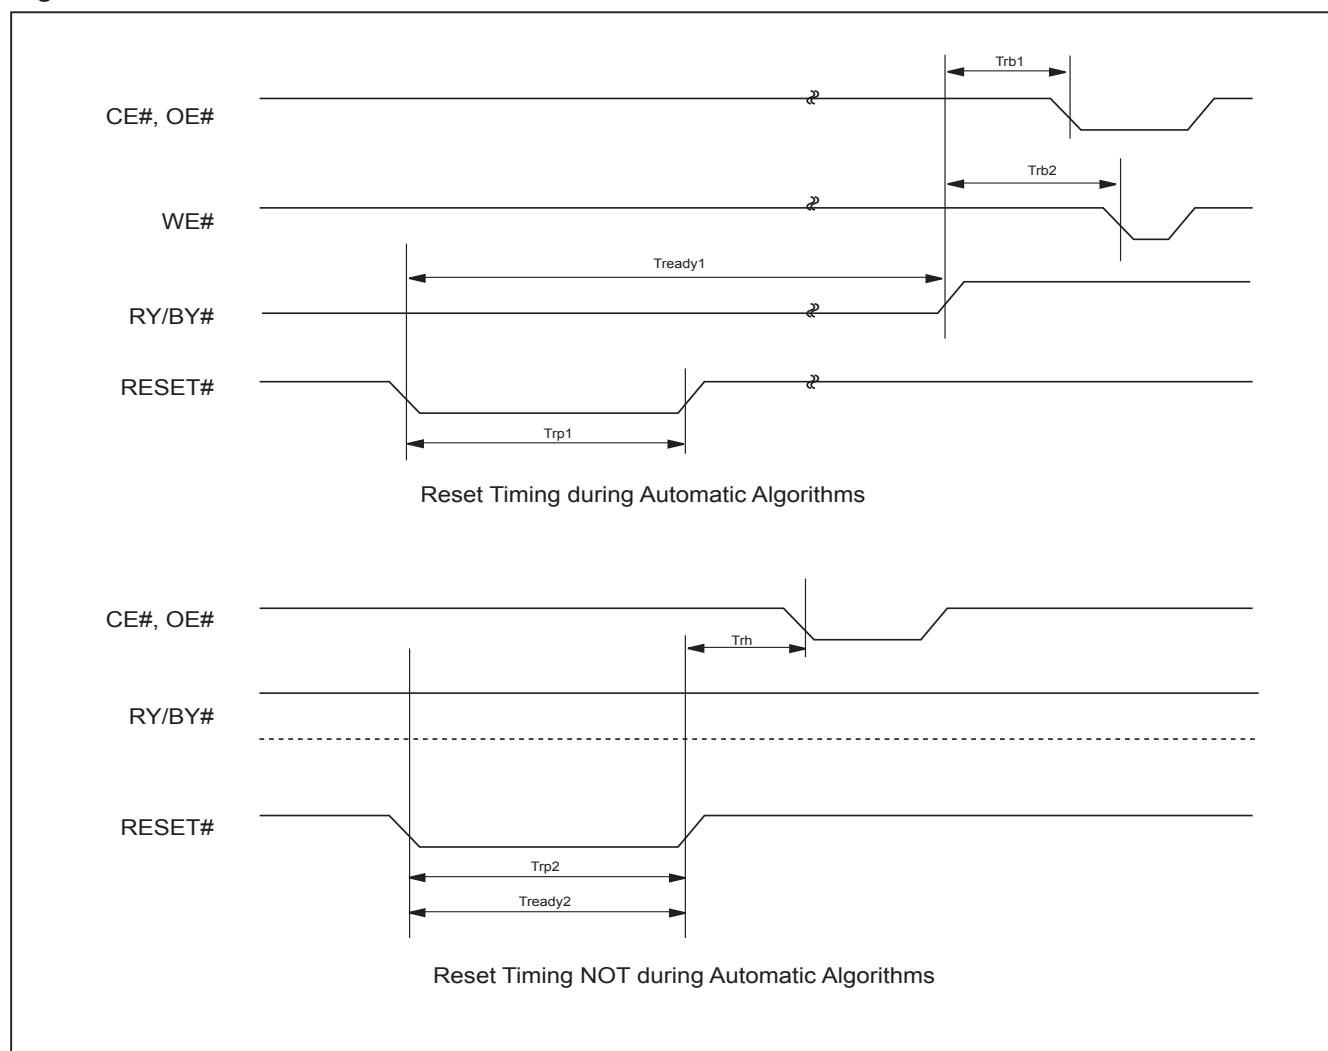 Trb1
CE#, OE#
Trb2
WE#
Tready1
RY/BY#
RESET#
Trp1
Reset Timing during Automatic Algorithms
CE#, OE#
Trh
RY/BY#
RESET#
Trp2
Tready2
Reset Timing NOT during Automatic Algorithms